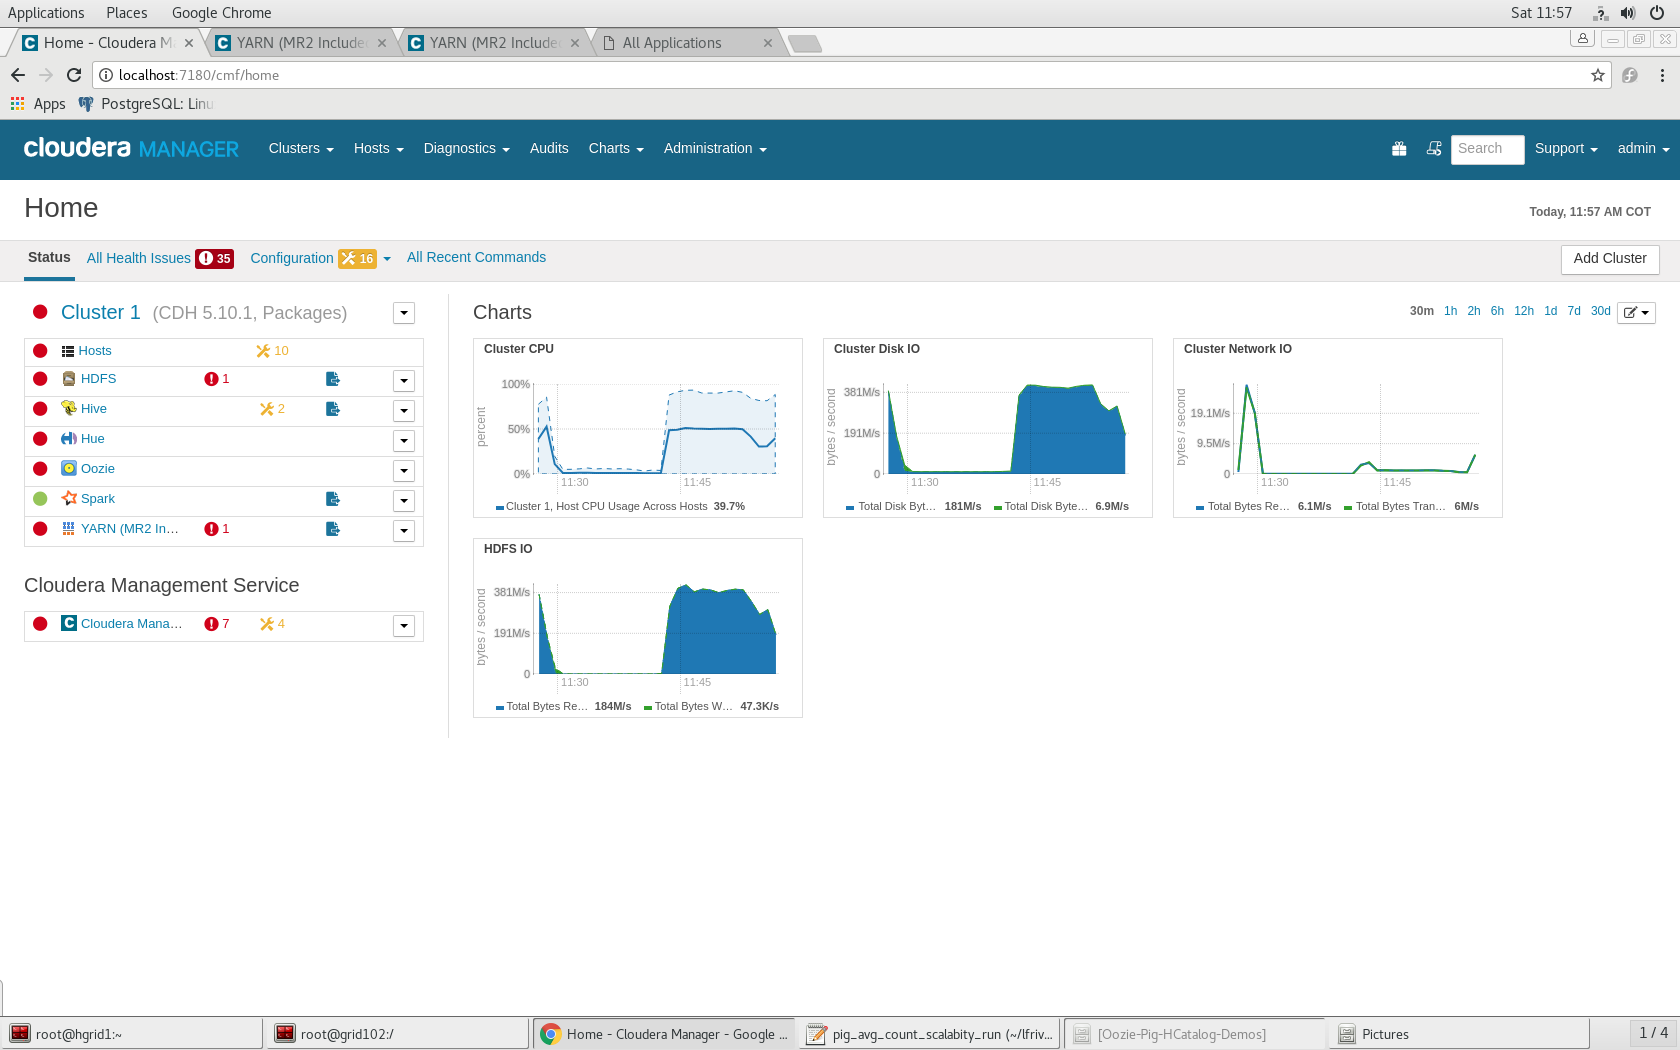 Applications Places Google Chrome Sat 11:57
Home - Cloudera M YARN (MR2 Include YARN (MR2 Include All Applications
localhost:7180/cmf/home
Apps PostgreSQL: Linu
cloudera MANAGER Clusters Hosts Diagnostics Audits Charts Administration Search Support admin
Home
Today, 11:57 AM COT
Status All Health Issues 35 Configuration 16 All Recent Commands Add Cluster
Cluster 1 (CDH 5.10.1, Packages)
Hosts 10
HDFS 1
Hive 2
Hue
Oozie
Spark
YARN (MR2 In... 1
Cloudera Management Service
Cloudera Mana... 7 4
Charts
30m 1h 2h 6h 12h 1d 7d 30d
Cluster CPU
percent
100%
50%
0%
11:30 11:45
Cluster 1, Host CPU Usage Across Hosts 39.7%
Cluster Disk IO
bytes / second
381M/s
191M/s
0
11:30 11:45
Total Disk Byt... 181M/s Total Disk Byte... 6.9M/s
Cluster Network IO
bytes / second
19.1M/s
9.5M/s
0
11:30 11:45
Total Bytes Re... 6.1M/s Total Bytes Tran... 6M/s
HDFS IO
bytes / second
381M/s
191M/s
0
11:30 11:45
Total Bytes Re... 184M/s Total Bytes W... 47.3K/s
root@hgrid1:~ root@grid102:/ Home - Cloudera Manager - Google ... pig_avg_count_scalabity_run (~/lfriv... [Oozie-Pig-HCatalog-Demos] Pictures 1 / 4